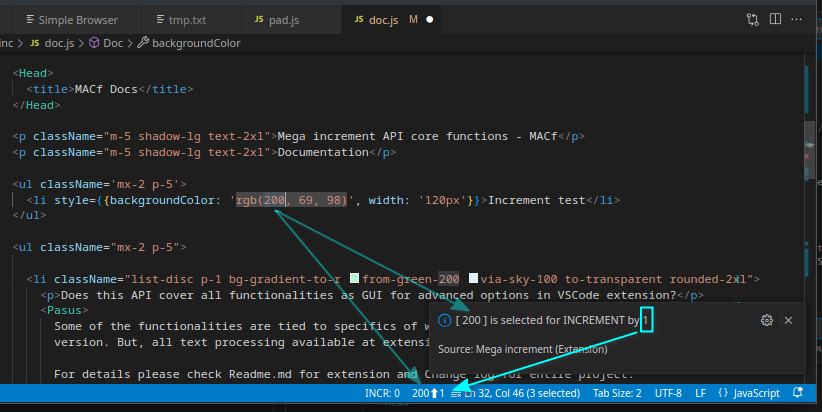 Simple Browser tmp.txt JS pad.js JS doc.js M
inc > JS doc.js > Doc > backgroundColor
<Head>
<title>MACf Docs</title>
</Head>
<p className="m-5 shadow-lg text-2xl">Mega increment API core functions - MACf</p>
<p className="m-5 shadow-lg text-2xl">Documentation</p>
<ul className='mx-2 p-5'>
<li style={{backgroundColor: 'rgb(200, 69, 98)', width: '120px'}}>Increment test</li>
</ul>
<ul className="mx-2 p-5">
<li className="list-disc p-1 bg-gradient-to-r from-green-200 via-sky-100 to-transparent rounded-2xl">
<p>Does this API cover all functionalities as GUI for advanced options in VSCode extension?</p>
<Pasus>
Some of the functionalities are tied to specifics of
version. But, all text processing available at extensi
For details please check Readme.md for extension and Change log for entire project.
[ 200 ] is selected for INCREMENT by 1
Source: Mega increment (Extension)
INCR: 0 200⬆1 Ln 32, Col 46 (3 selected) Tab Size: 2 UTF-8 LF {} JavaScript